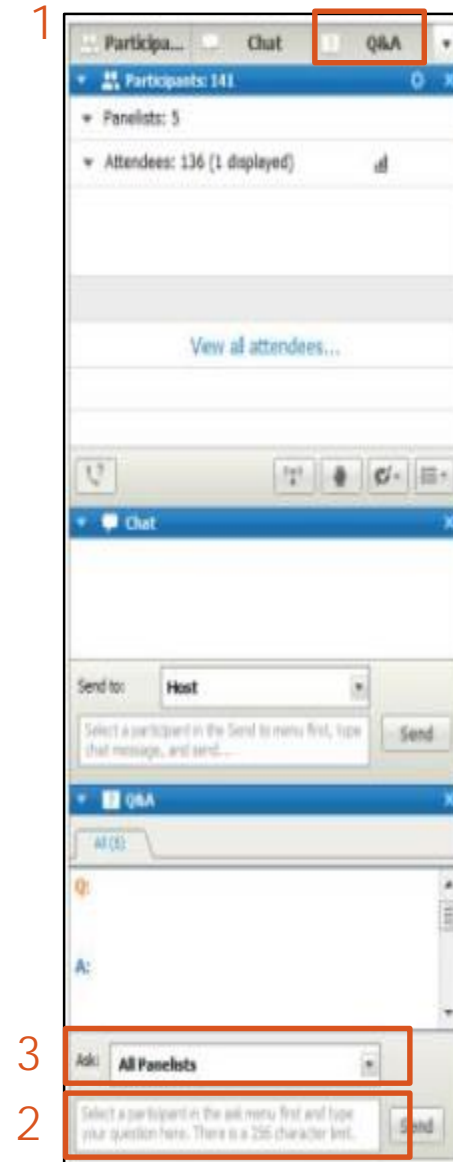 1
Participa... Chat Q&A
Participants: 141
Panelists: 5
Attendees: 136 (1 displayed)
View all attendees...
Chat
Send to: Host
Select a participant in the Send to menu first, type
chat message, and send...
Send
Q&A
Q:
A:
3
Ask: All Panelists
2
Select a participant in the ask menu first and type
your question here. There is a 256 character limit.
Send